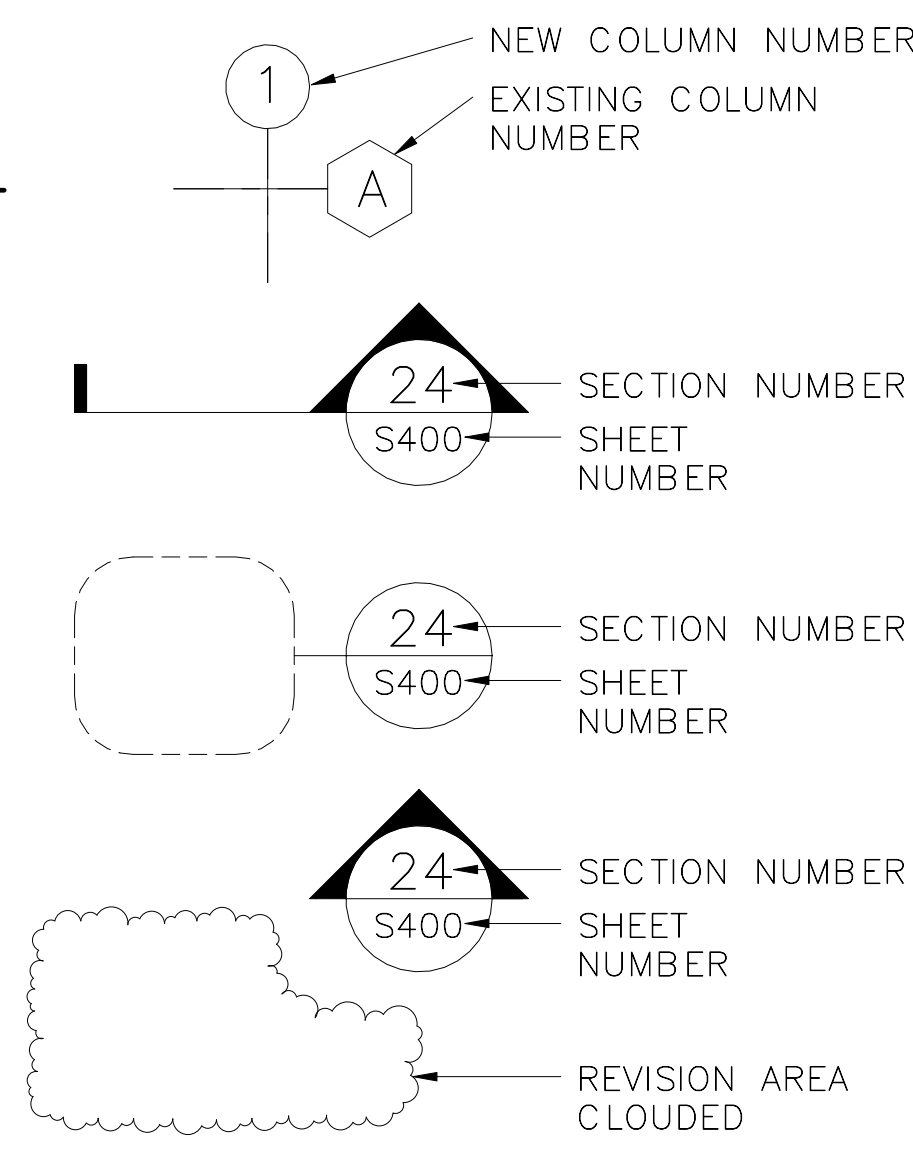 1
NEW COLUMN NUMBER
EXISTING COLUMN
NUMBER
A
24
SECTION NUMBER
S400
SHEET
NUMBER
24
SECTION NUMBER
S400
SHEET
NUMBER
24
SECTION NUMBER
S400
SHEET
NUMBER
REVISION AREA
CLOUDED